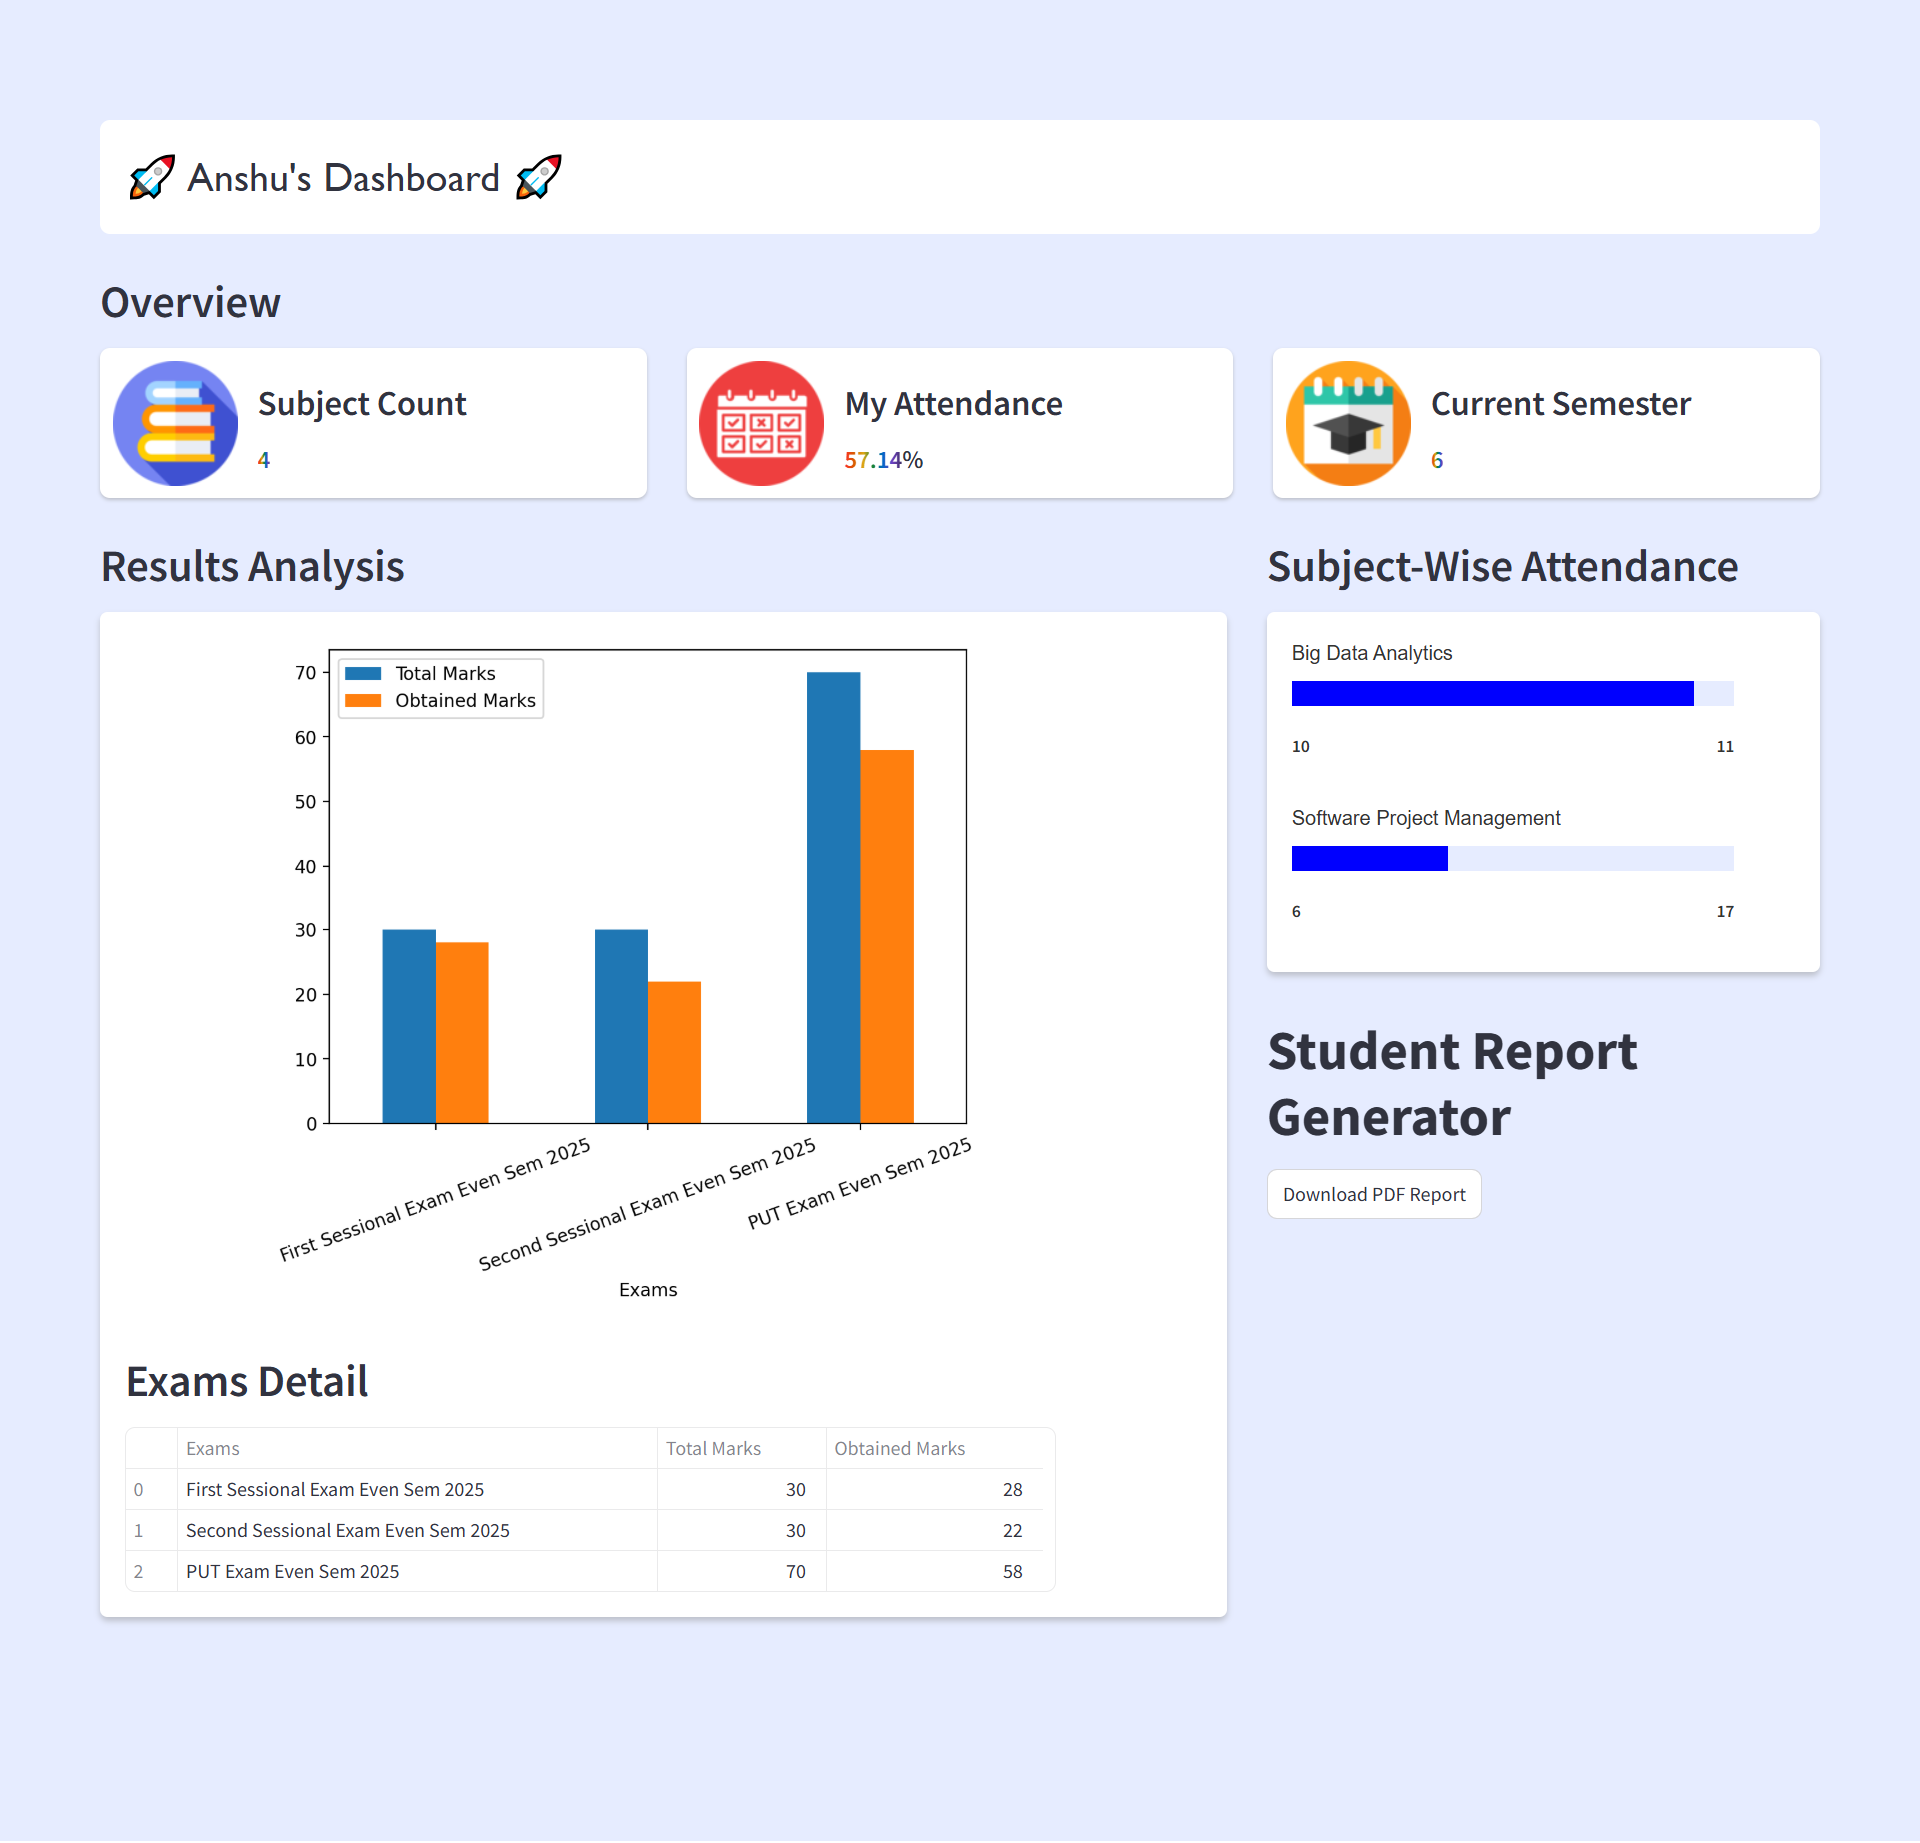 🚀 Anshu's Dashboard 🚀
Overview
Subject Count
4
My Attendance
57.14%
Current Semester
6
Results Analysis
Total Marks
Obtained Marks
70
60
50
40
30
20
10
0
First Sessional Exam Even Sem 2025
Second Sessional Exam Even Sem 2025
PUT Exam Even Sem 2025
Exams
Exams Detail
Exams Total Marks Obtained Marks
0 First Sessional Exam Even Sem 2025 30 28
1 Second Sessional Exam Even Sem 2025 30 22
2 PUT Exam Even Sem 2025 70 58
Subject-Wise Attendance
Big Data Analytics
10 11
Software Project Management
6 17
Student Report
Generator
Download PDF Report